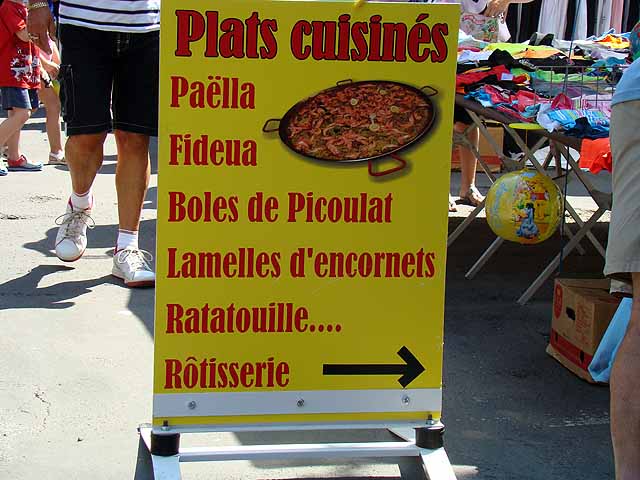 Plats cuisinés
Paëlla
Fideua
Boles de Picoulat
Lamelles d'encornets
Ratatouille....
Rôtisserie